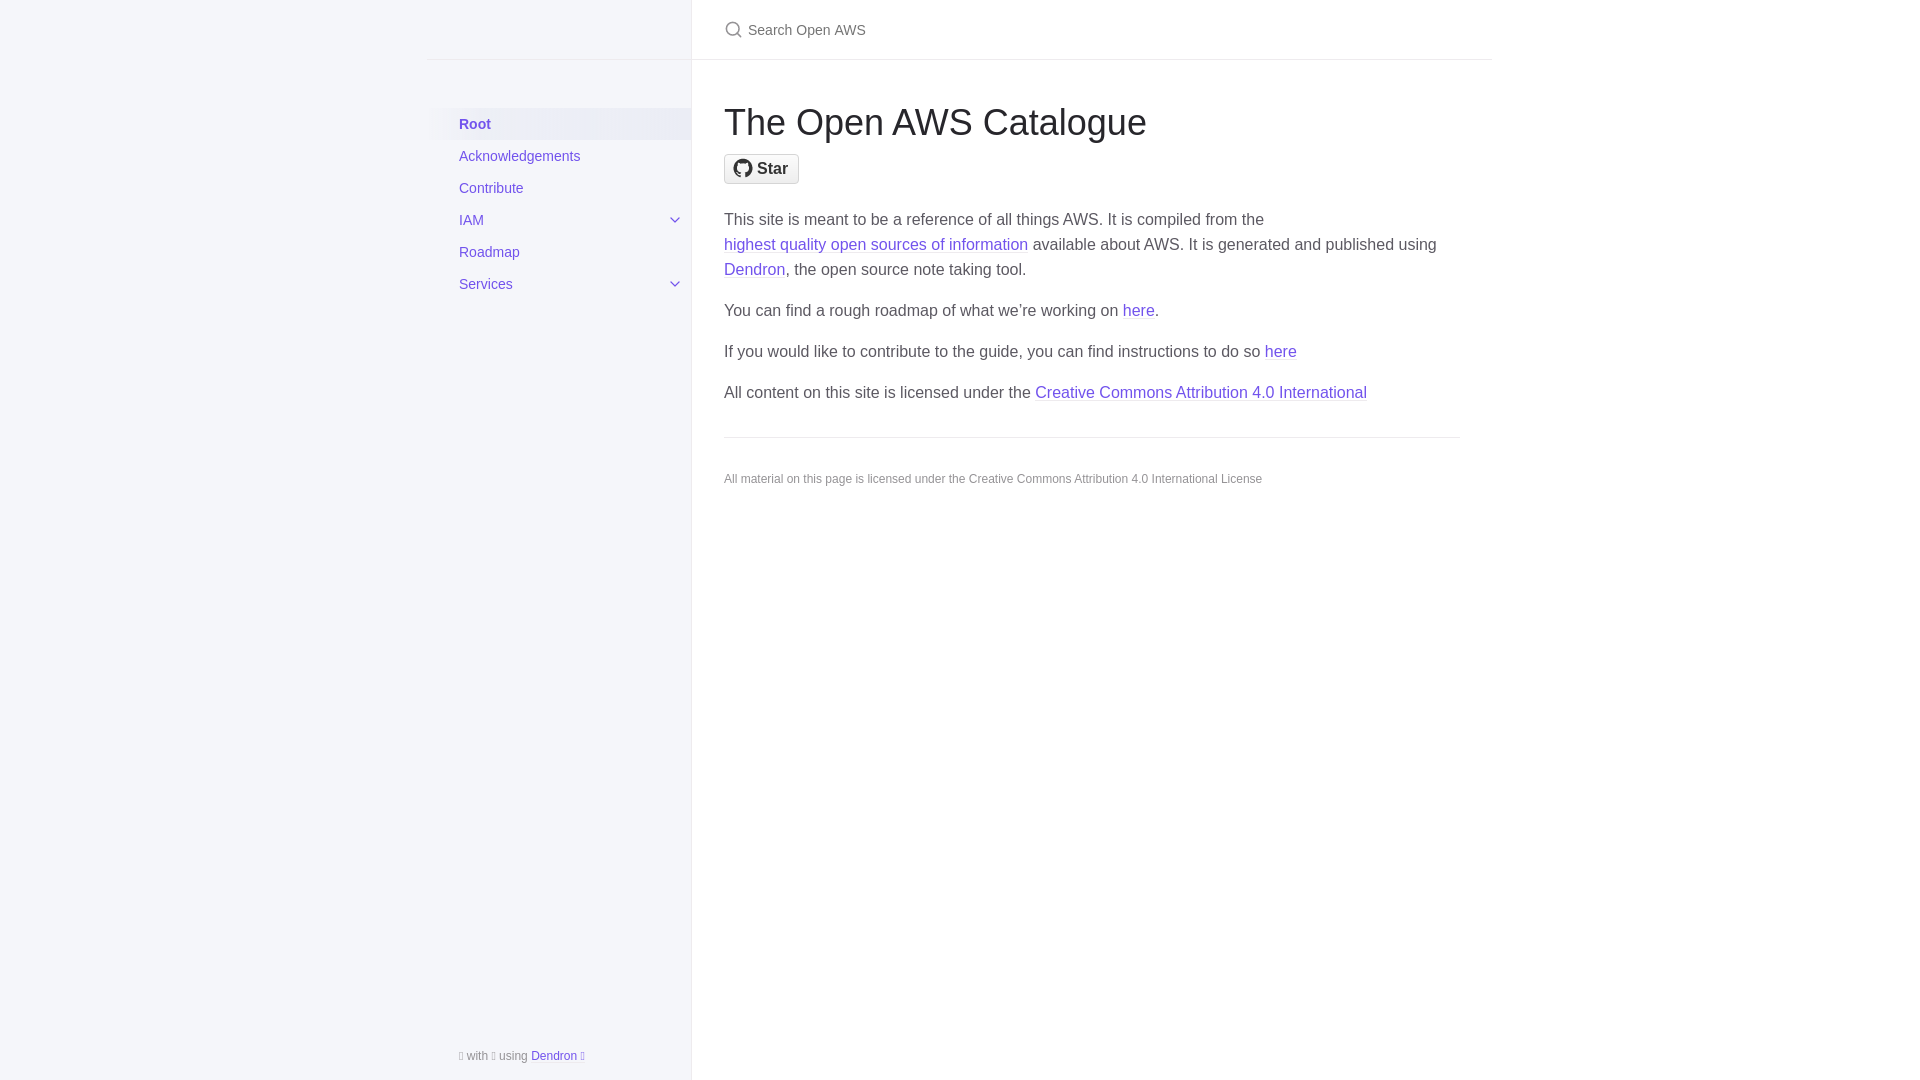 Search Open AWS
Root
Acknowledgements
Contribute
IAM
Roadmap
Services
The Open AWS Catalogue
Star
This site is meant to be a reference of all things AWS. It is compiled from the
highest quality open sources of information available about AWS. It is generated and published using
Dendron, the open source note taking tool.
You can find a rough roadmap of what we’re working on here.
If you would like to contribute to the guide, you can find instructions to do so here
All content on this site is licensed under the Creative Commons Attribution 4.0 International
All material on this page is licensed under the Creative Commons Attribution 4.0 International License
with using Dendron